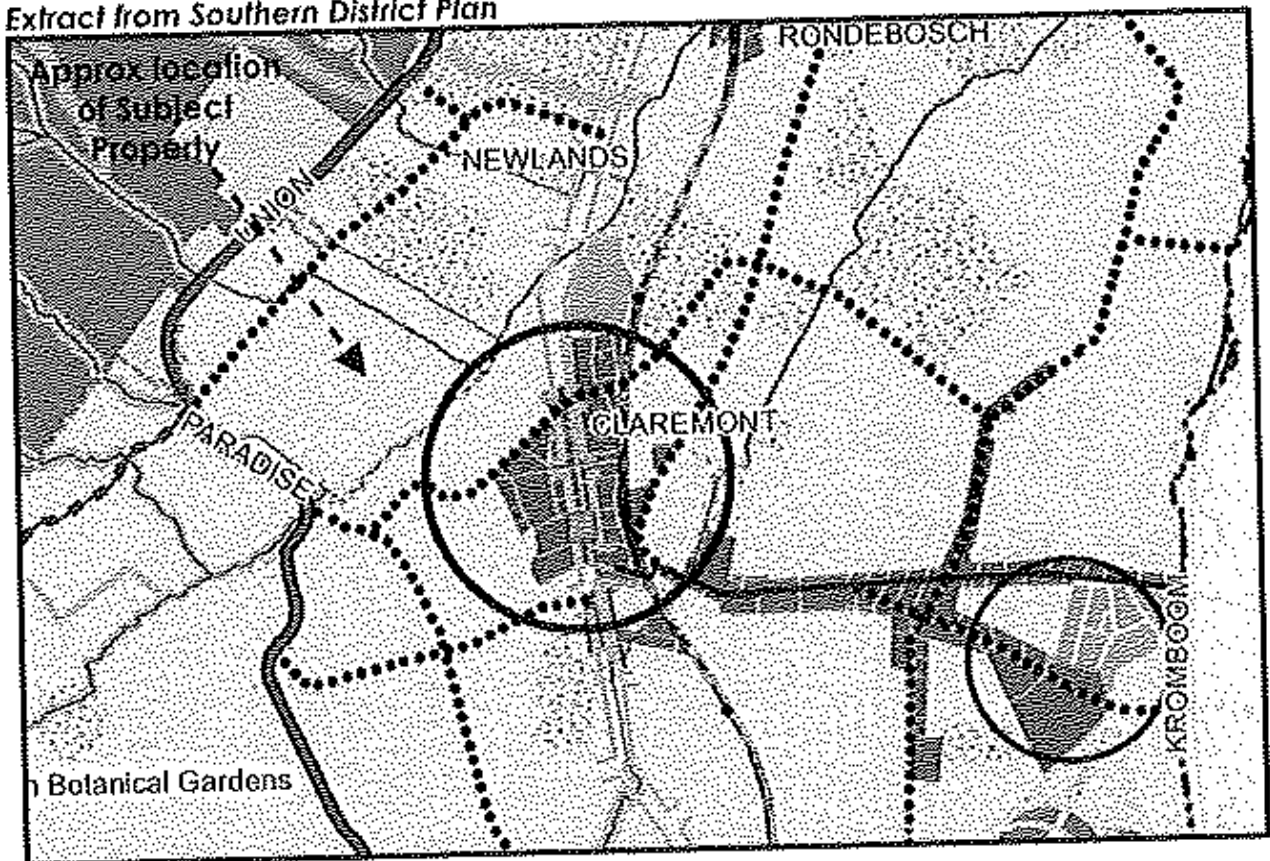 Extract from Southern District Plan
RONDEBOSCH
Approx location
of Subject
Property
NEWLANDS
UNION
CLAREMONT
PARADISE
KROMBOOM
n Botanical Gardens